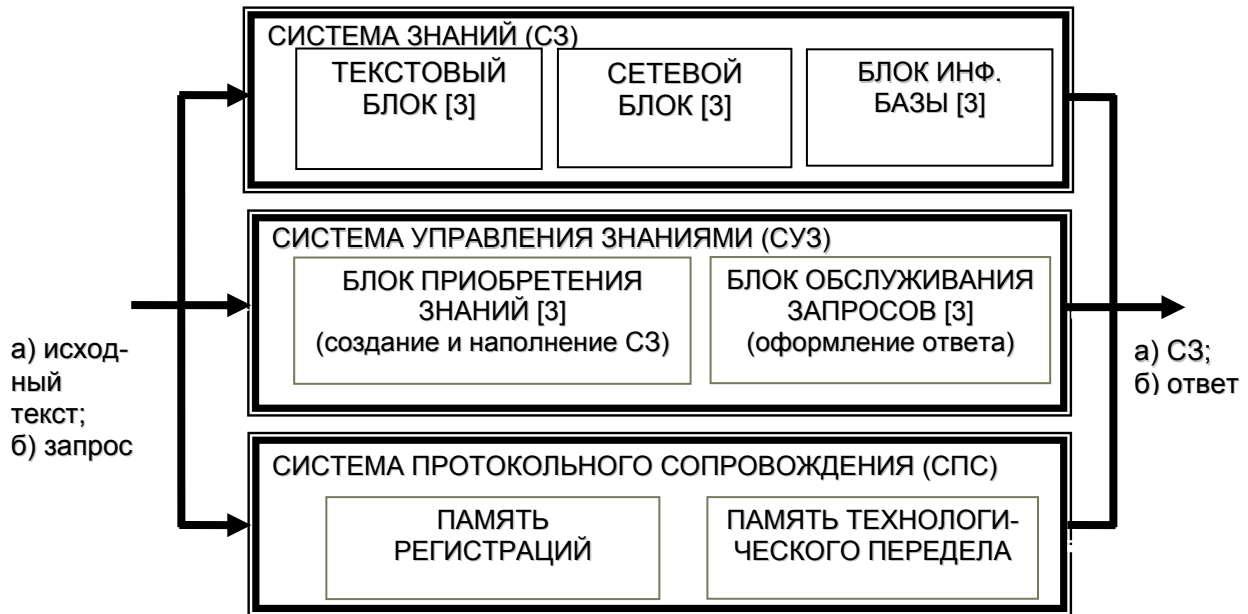 СИСТЕМА ЗНАНИЙ (СЗ)
ТЕКСТОВЫЙ
БЛОК [3]
СЕТЕВОЙ
БЛОК [3]
БЛОК ИНФ.
БАЗЫ [3]
СИСТЕМА УПРАВЛЕНИЯ ЗНАНИЯМИ (СУЗ)
БЛОК ПРИОБРЕТЕНИЯ
ЗНАНИЙ [3]
(создание и наполнение СЗ)
БЛОК ОБСЛУЖИВАНИЯ
ЗАПРОСОВ [3]
(оформление ответа)
а) исход-
ный
текст;
б) запрос
а) СЗ;
б) ответ
СИСТЕМА ПРОТОКОЛЬНОГО СОПРОВОЖДЕНИЯ (СПС)
ПАМЯТЬ
РЕГИСТРАЦИЙ
ПАМЯТЬ ТЕХНОЛОГИ-
ЧЕСКОГО ПЕРЕДЕЛА